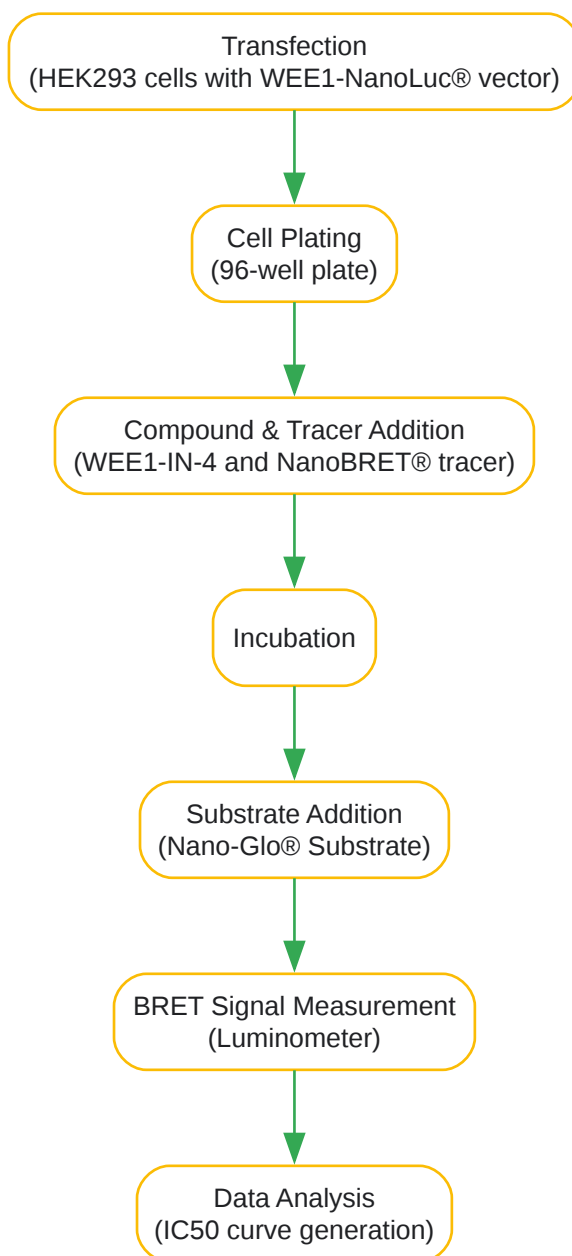 Transfection
(HEK293 cells with WEE1-NanoLuc® vector)
Cell Plating
(96-well plate)
Compound & Tracer Addition
(WEE1-IN-4 and NanoBRET® tracer)
Incubation
Substrate Addition
(Nano-Glo® Substrate)
BRET Signal Measurement
(Luminometer)
Data Analysis
(IC50 curve generation)